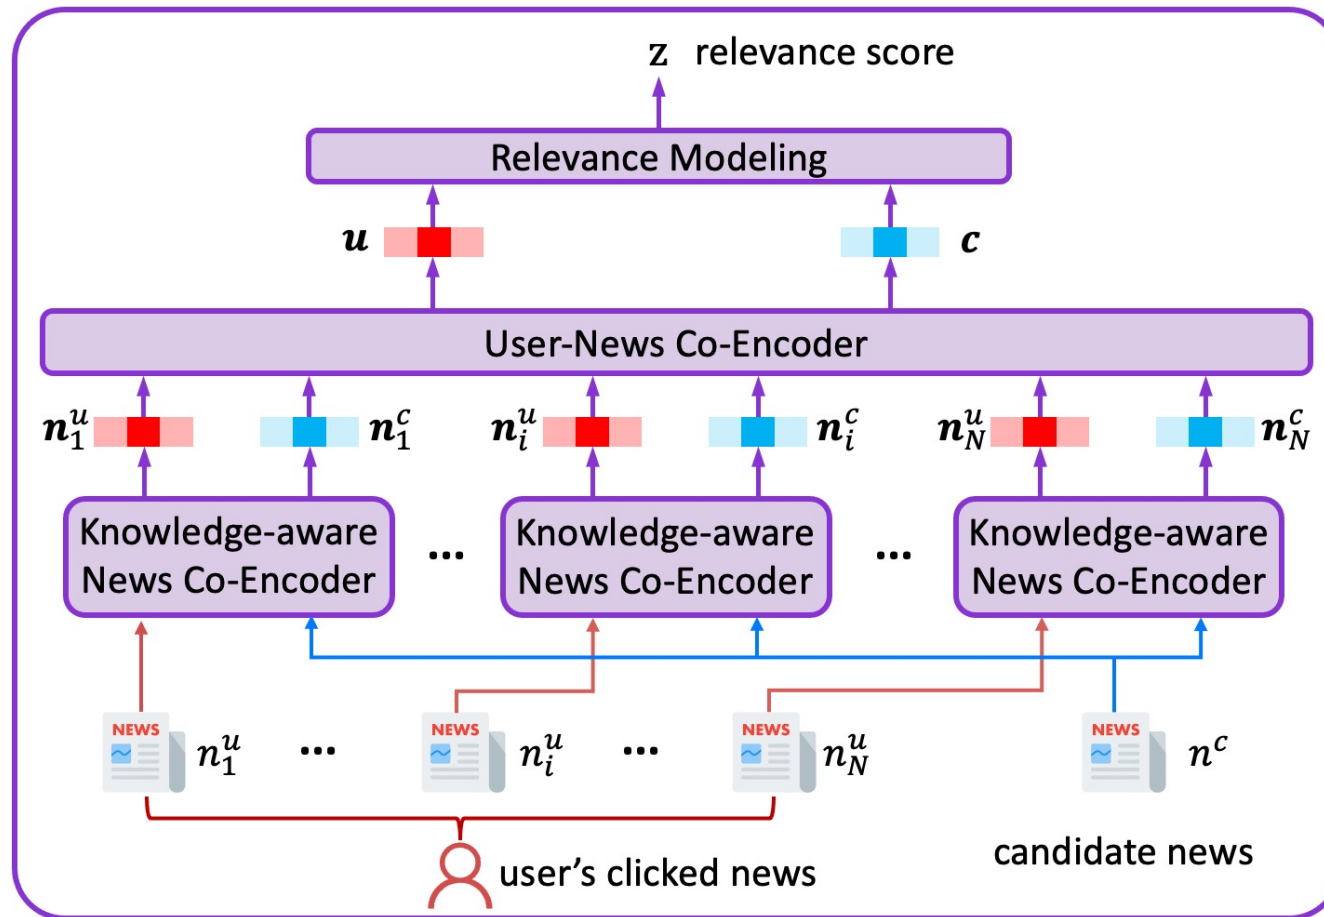 z relevance score
Relevance Modeling
u c
User-News Co-Encoder
n₁ᵘ n₁ᶜ nᵢᵘ nᵢᶜ n_Nᵘ n_Nᶜ
Knowledge-aware
News Co-Encoder
...
Knowledge-aware
News Co-Encoder
...
Knowledge-aware
News Co-Encoder
NEWS n₁ᵘ ... NEWS nᵢᵘ ... NEWS n_Nᵘ NEWS nᶜ
user's clicked news
candidate news